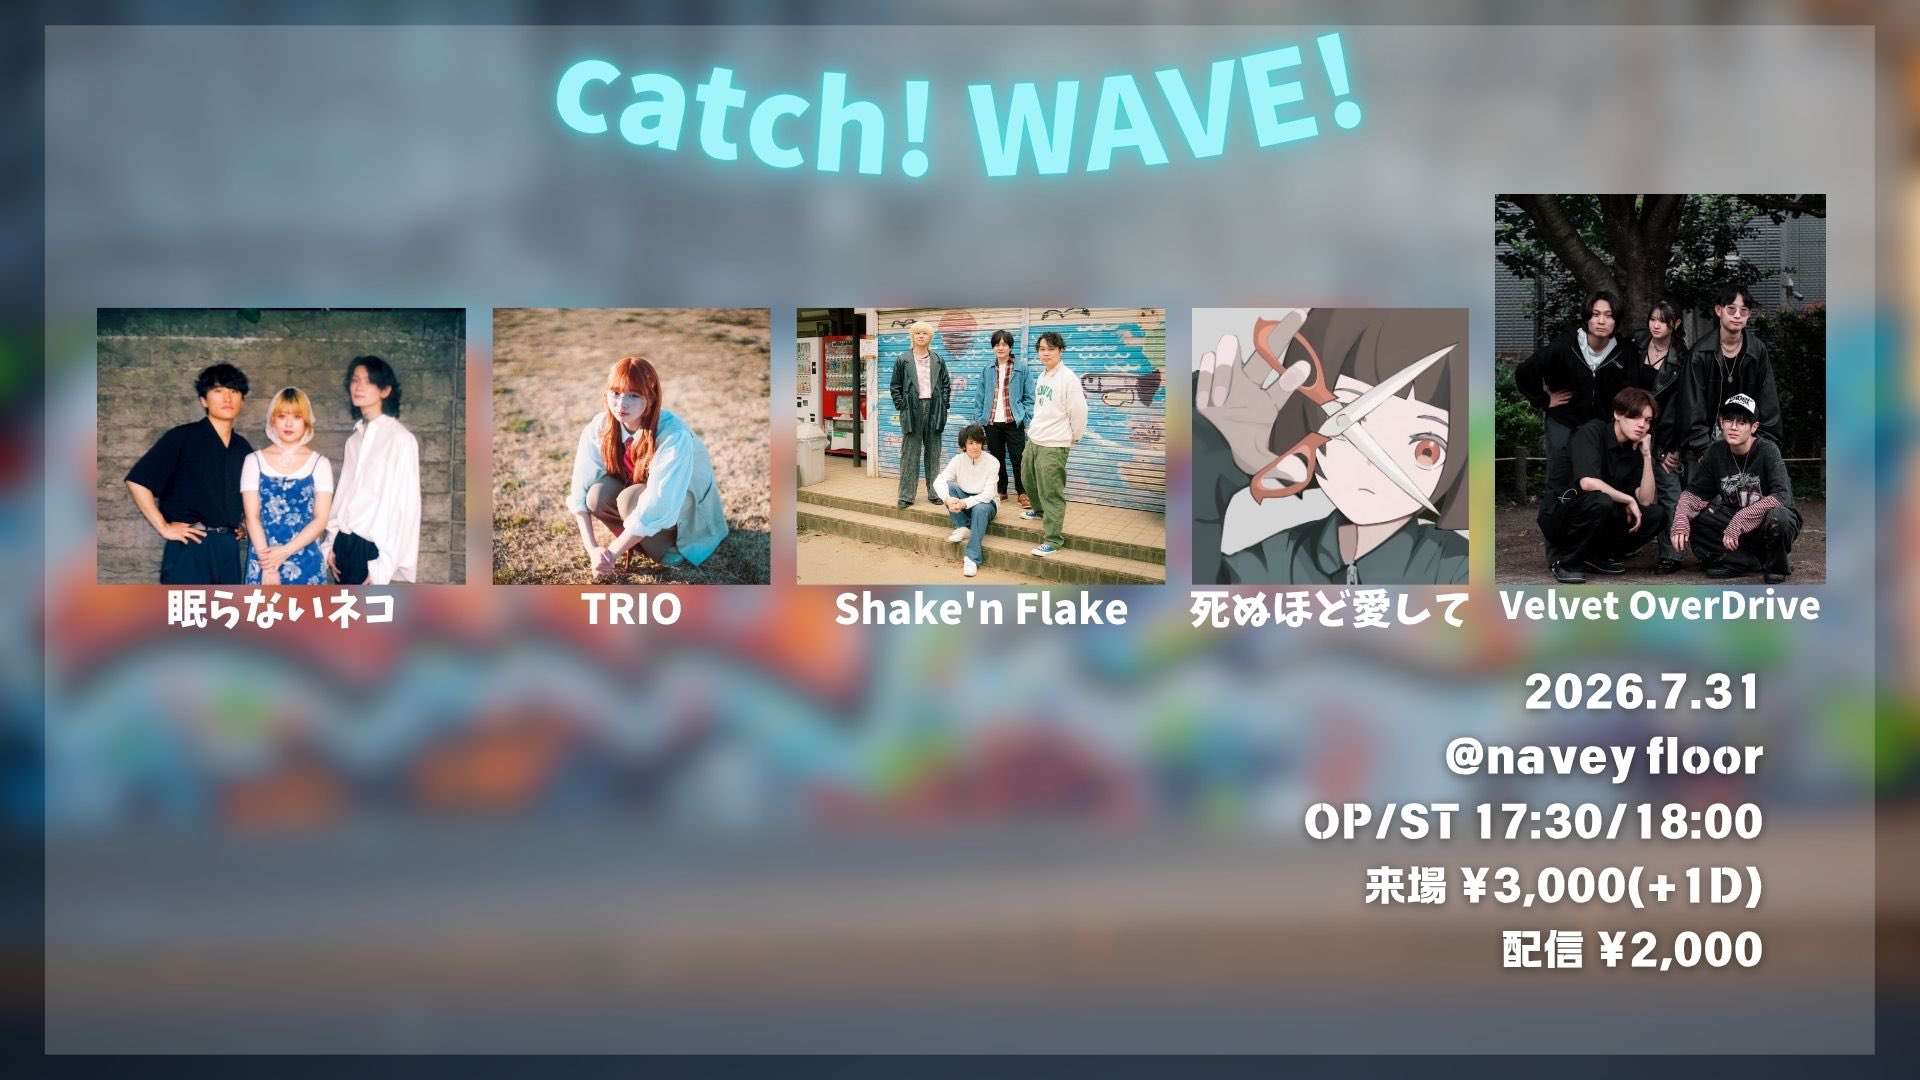 catch! WAVE!
眠らないネコ
TRIO
Shake'n Flake
死ぬほど愛して
Velvet OverDrive
2026.7.31
@navey floor
OP/ST 17:30/18:00
来場 ¥3,000(+1D)
配信 ¥2,000